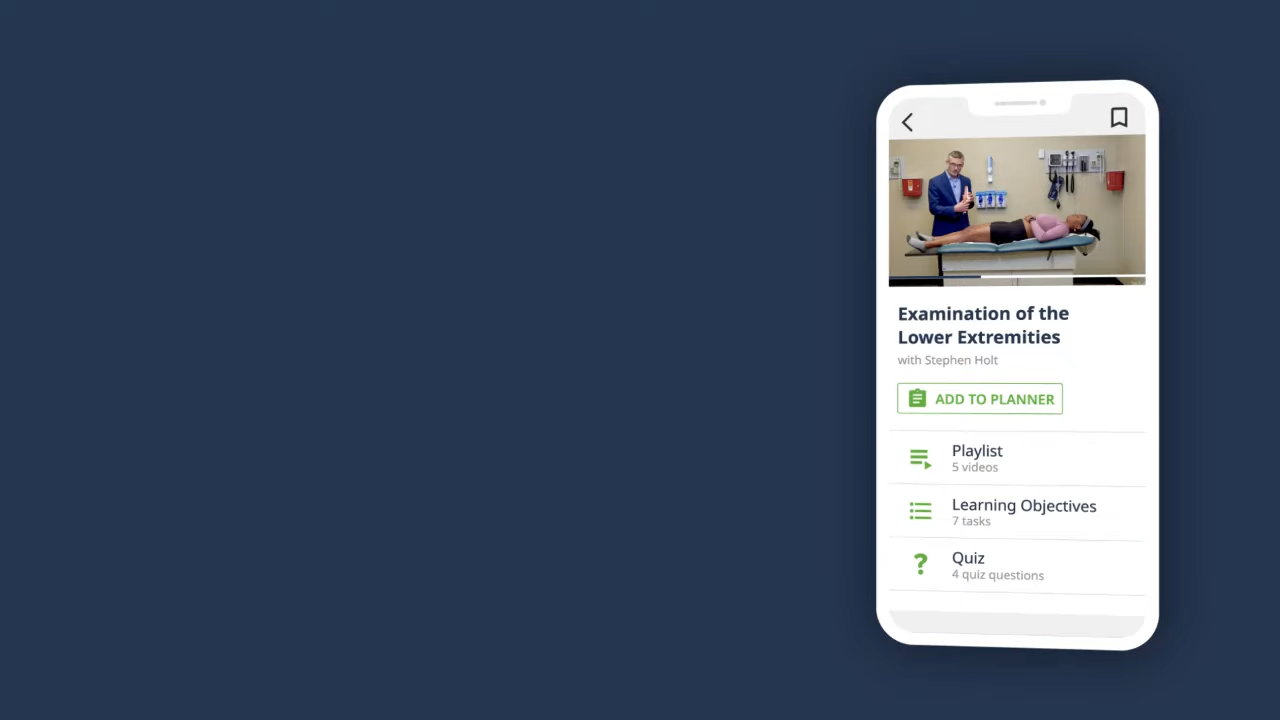 Examination of the
Lower Extremities
with Stephen Holt
ADD TO PLANNER
Playlist
5 videos
Learning Objectives
7 tasks
Quiz
4 quiz questions